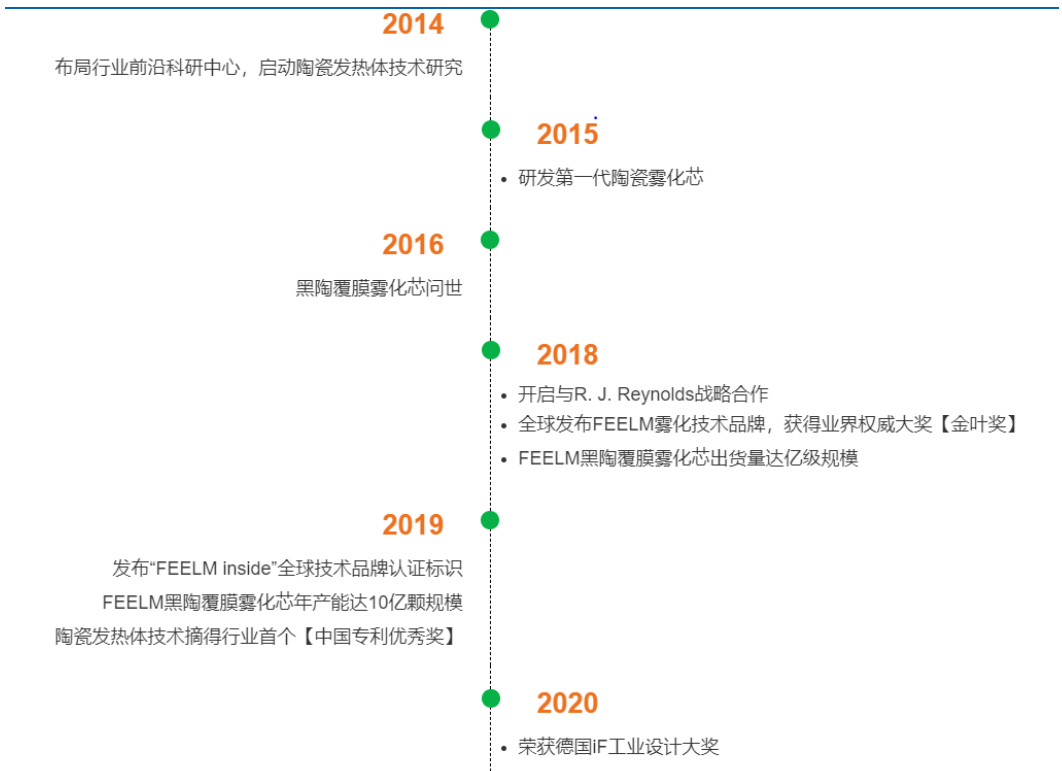 2014
布局行业前沿科研中心，启动陶瓷发热体技术研究
2015
研发第一代陶瓷雾化芯
2016
黑陶覆膜雾化芯问世
2018
开启与R. J. Reynolds战略合作
全球发布FEELM雾化技术品牌，获得业界权威大奖【金叶奖】
FEELM黑陶覆膜雾化芯出货量达亿级规模
2019
发布“FEELM inside”全球技术品牌认证标识
FEELM黑陶覆膜雾化芯年产能达10亿颗规模
陶瓷发热体技术摘得行业首个【中国专利优秀奖】
2020
荣获德国iF工业设计大奖